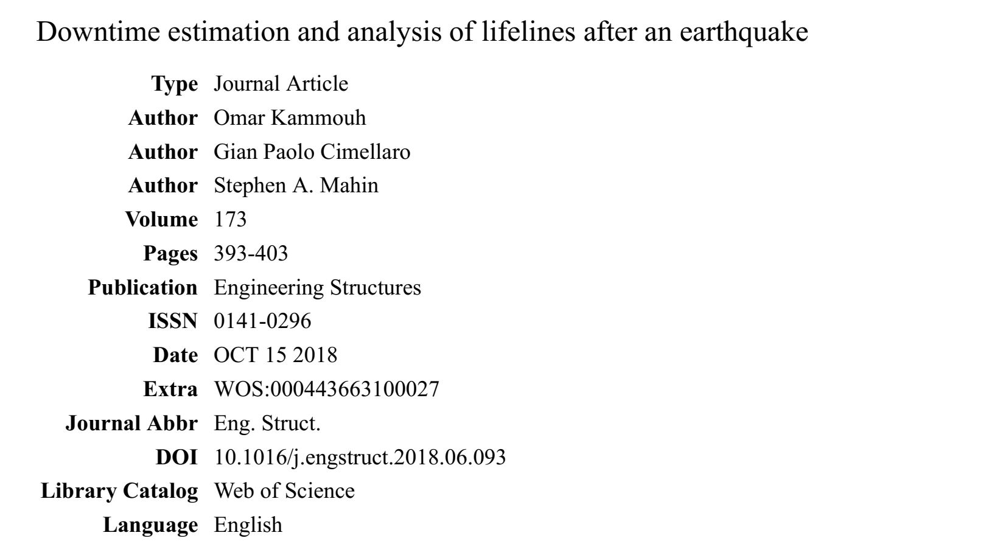 Downtime estimation and analysis of lifelines after an earthquake
Type Journal Article
Author Omar Kammouh
Author Gian Paolo Cimellaro
Author Stephen A. Mahin
Volume 173
Pages 393-403
Publication Engineering Structures
ISSN 0141-0296
Date OCT 15 2018
Extra WOS:000443663100027
Journal Abbr Eng. Struct.
DOI 10.1016/j.engstruct.2018.06.093
Library Catalog Web of Science
Language English